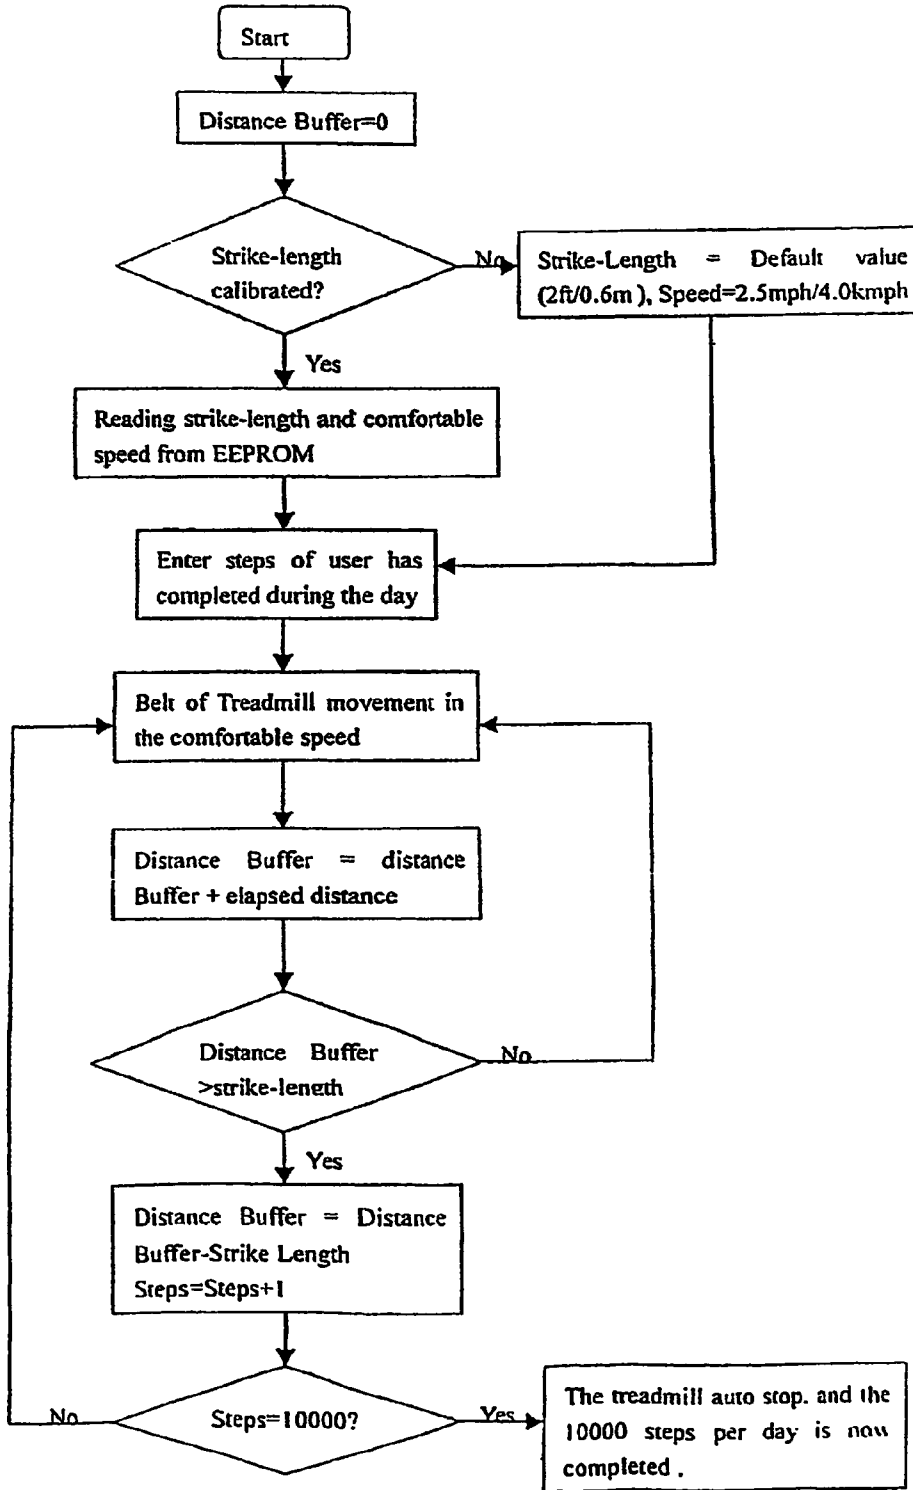 Start
Distance Buffer=0
Strike-length
calibrated?
No
Strike-Length = Default value
(2ft/0.6m ), Speed=2.5mph/4.0kmph
Yes
Reading strike-length and comfortable
speed from EEPROM
Enter steps of user has
completed during the day
Belt of Treadmill movement in
the comfortable speed
Distance Buffer = distance
Buffer + elapsed distance
Distance Buffer
>strike-length
No
Yes
Distance Buffer = Distance
Buffer-Strike Length
Steps=Steps+1
Steps=10000?
No
Yes
The treadmill auto stop. and the
10000 steps per day is now
completed .